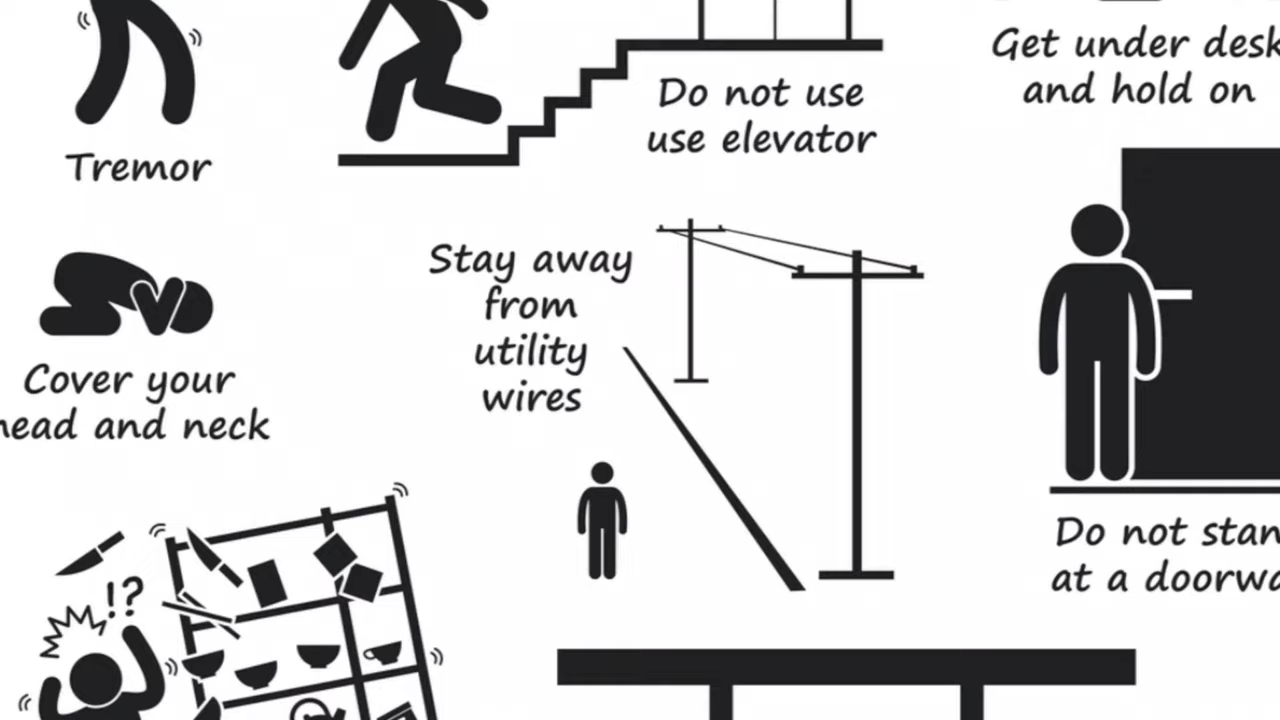 Tremor
Do not use
use elevator
Get under desk
and hold on
Stay away
from
utility
wires
Cover your
head and neck
!?
Do not stan
at a doorwa